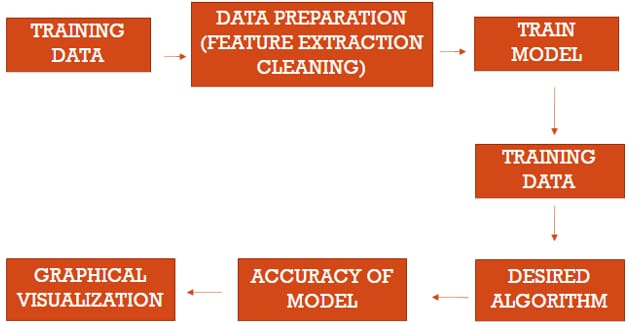 TRAINING
DATA
DATA PREPARATION
(FEATURE EXTRACTION
CLEANING)
TRAIN
MODEL
TRAINING
DATA
DESIRED
ALGORITHM
ACCURACY OF
MODEL
GRAPHICAL
VISUALIZATION